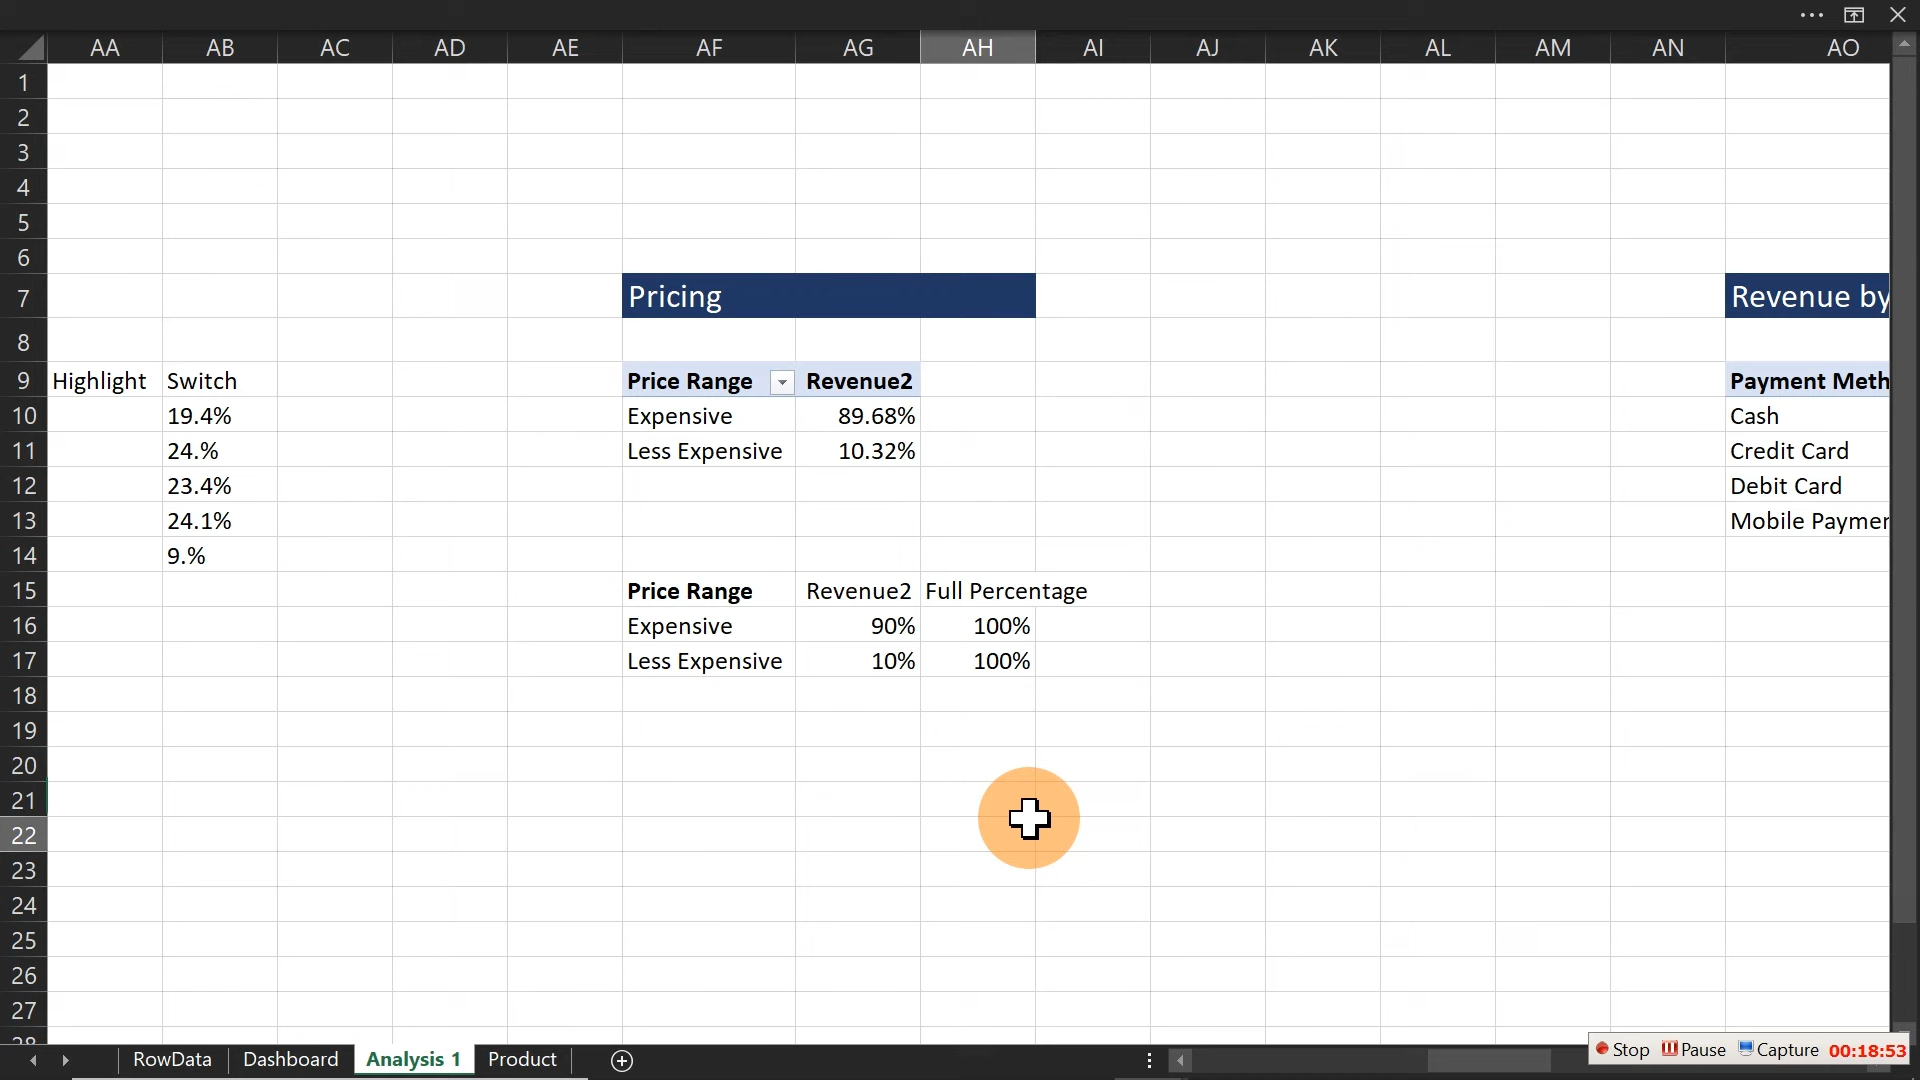 AA AB AC AD AE AF AG AH AI AJ AK AL AM AN AO
1
2
3
4
5
6
7 Pricing Revenue by
8
9 Highlight Switch Price Range Revenue2 Payment Meth
10 19.4% Expensive 89.68% Cash
11 24.% Less Expensive 10.32% Credit Card
12 23.4% Debit Card
13 24.1% Mobile Paymen
14 9.%
15 Price Range Revenue2 Full Percentage
16 Expensive 90% 100%
17 Less Expensive 10% 100%
18
19
20
21
22
23
24
25
26
27
28
RowData Dashboard Analysis 1 Product Stop Pause Capture 00:18:53